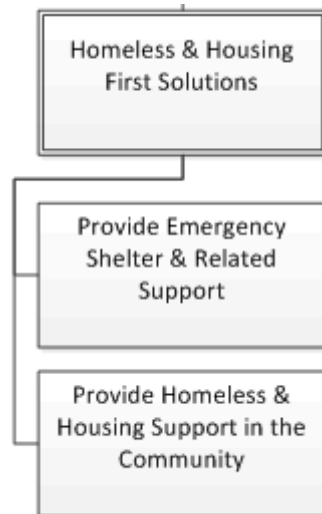 Homeless & Housing
First Solutions
Provide Emergency
Shelter & Related
Support
Provide Homeless &
Housing Support in the
Community